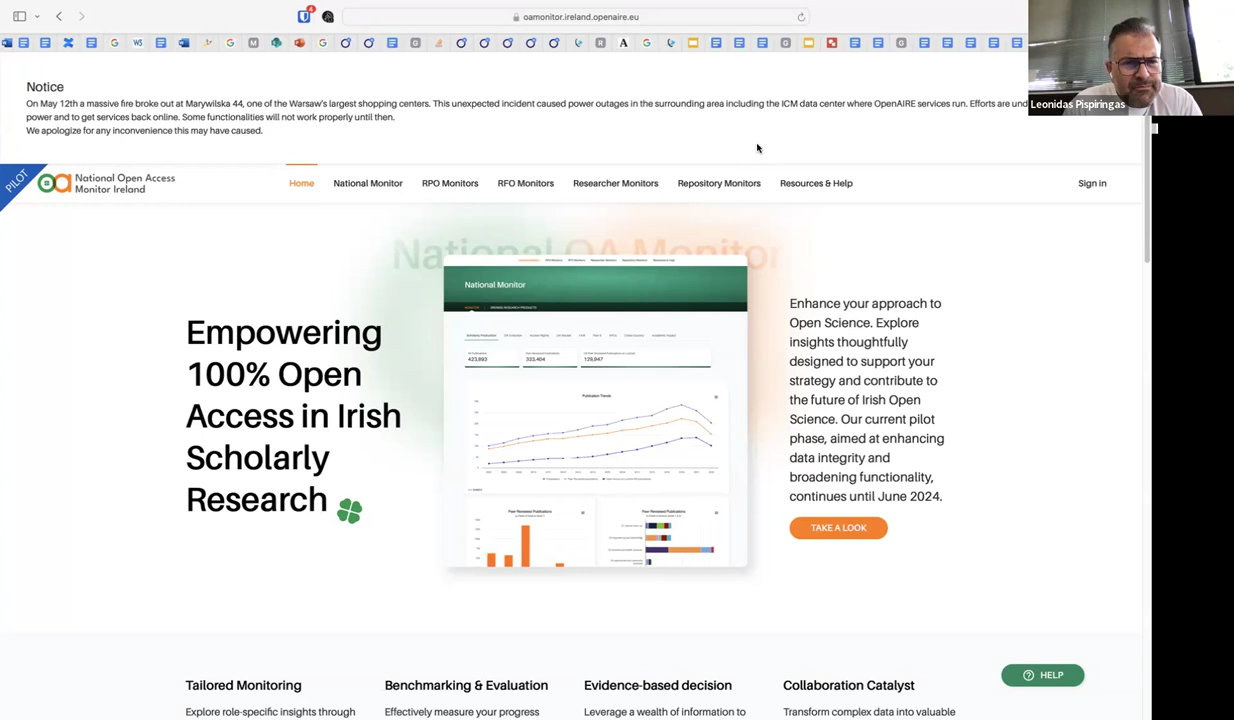 4
oamonitor.ireland.openaire.eu
Notice
On May 12th a massive fire broke out at Marywilska 44, one of the Warsaw's largest shopping centers. This unexpected incident caused power outages in the surrounding area including the ICM data center where OpenAIRE services run. Efforts are und
power and to get services back online. Some functionalities will not work properly until then.
We apologize for any inconvenience this may have caused.
Leonidas Pispiringas
PILOT
National Open Access
Monitor Ireland
Home
National Monitor
RPO Monitors
RFO Monitors
Researcher Monitors
Repository Monitors
Resources & Help
Sign in
National OA Monitor
National Monitor
Empowering
100% Open
Access in Irish
Scholarly
Research
Publication Trends
Peer Reviewed Publications
Peer Reviewed Publications
Enhance your approach to
Open Science. Explore
insights thoughtfully
designed to support your
strategy and contribute to
the future of Irish Open
Science. Our current pilot
phase, aimed at enhancing
data integrity and
broadening functionality,
continues until June 2024.
TAKE A LOOK
HELP
Tailored Monitoring
Explore role-specific insights through
Benchmarking & Evaluation
Effectively measure your progress
Evidence-based decision
Leverage a wealth of information to
Collaboration Catalyst
Transform complex data into valuable